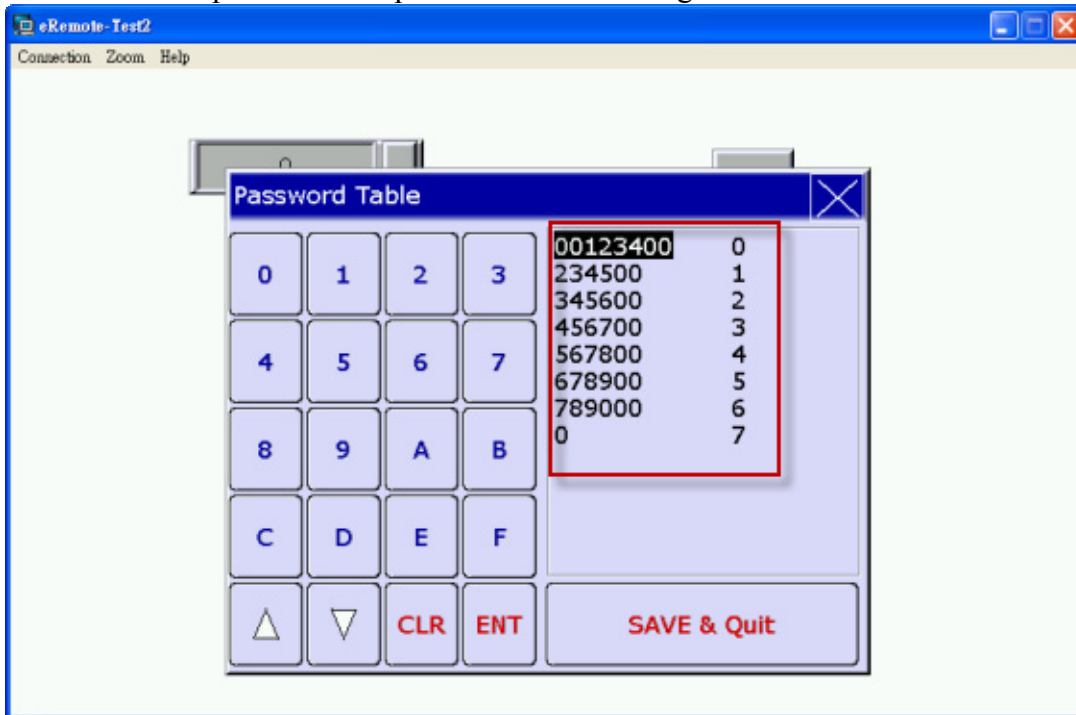 eRemote-Test2
Connection Zoom Help
Password Table
0 1 2 3
4 5 6 7
8 9 A B
C D E F
CLR ENT
00123400 0
234500 1
345600 2
456700 3
567800 4
678900 5
789000 6
0 7
SAVE & Quit